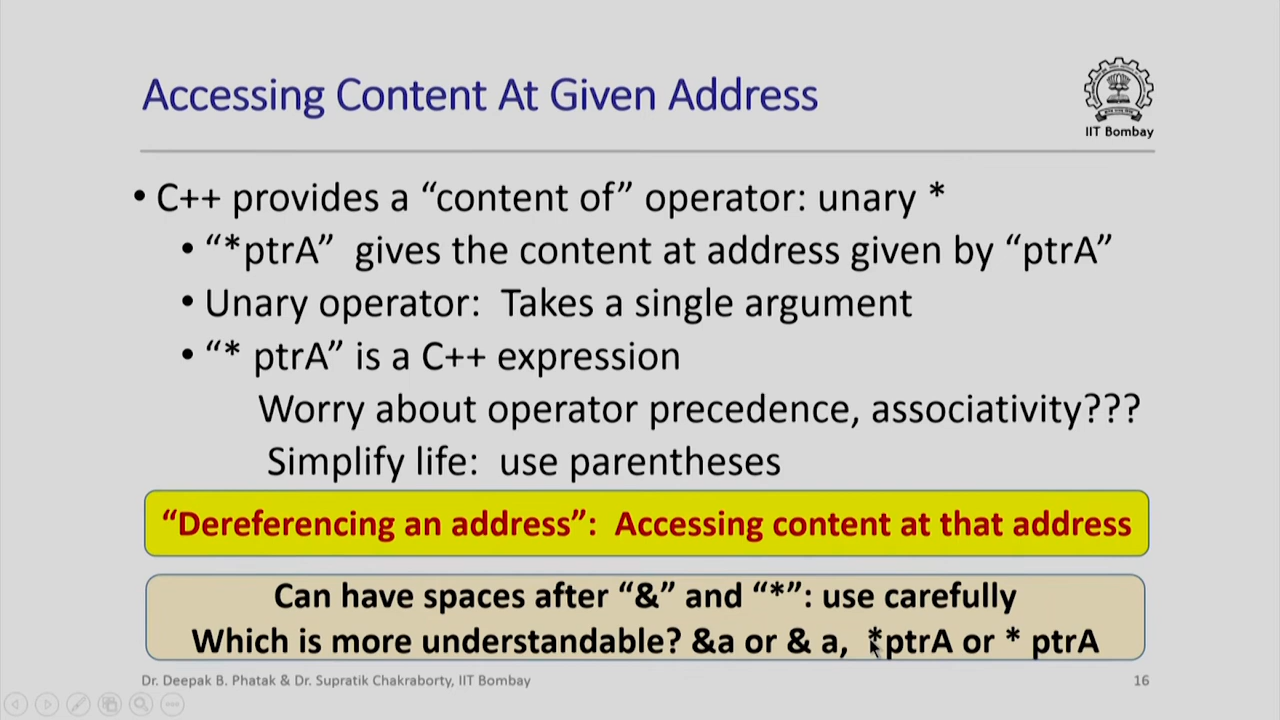 Accessing Content At Given Address
IIT Bombay
• C++ provides a “content of” operator: unary *
• “*ptrA” gives the content at address given by “ptrA”
• Unary operator: Takes a single argument
• “* ptrA” is a C++ expression
Worry about operator precedence, associativity???
Simplify life: use parentheses
“Dereferencing an address”: Accessing content at that address
Can have spaces after “&” and “*”: use carefully
Which is more understandable? &a or & a, *ptrA or * ptrA
Dr. Deepak B. Phatak & Dr. Supratik Chakraborty, IIT Bombay
16